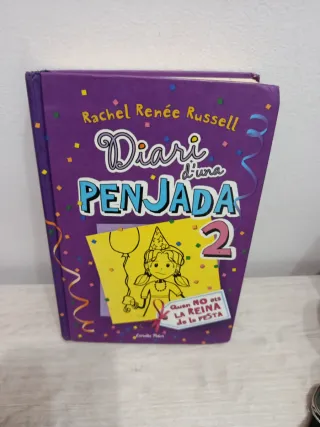 Rachel Renée Russell
Diari
d'una
PENJADA
2
Quan NO ets
LA REINA
de la FESTA
Estrella Polar